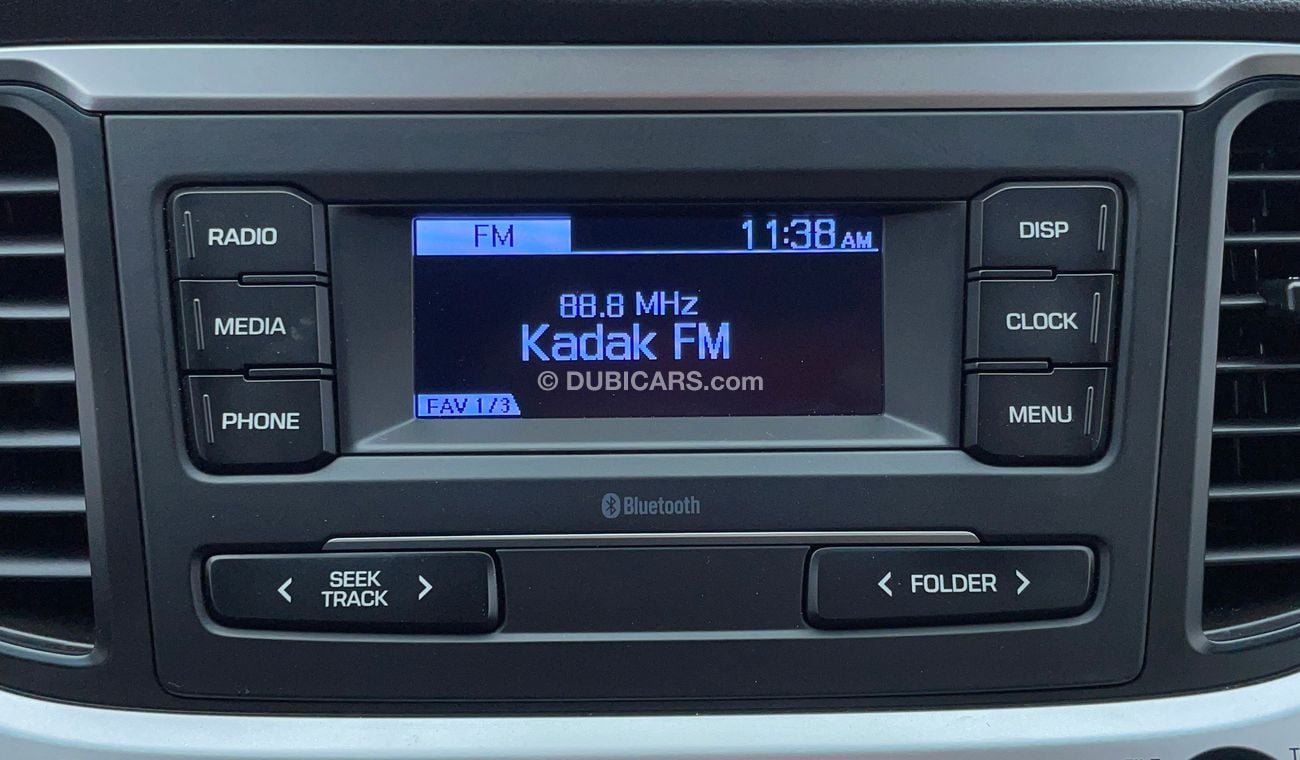 RADIO
MEDIA
PHONE
FM 11:38 AM
88.8 MHz
Kadak FM
© DUBICARS.com
FAV 1/3
DISP
CLOCK
MENU
Bluetooth
< SEEK TRACK >
< FOLDER >